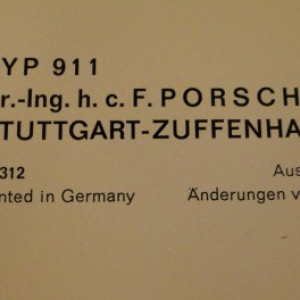 YP 911
r.-Ing. h. c. F. PORSCH
TUTTGART-ZUFFENHA
312
nted in Germany
Aus
Änderungen v